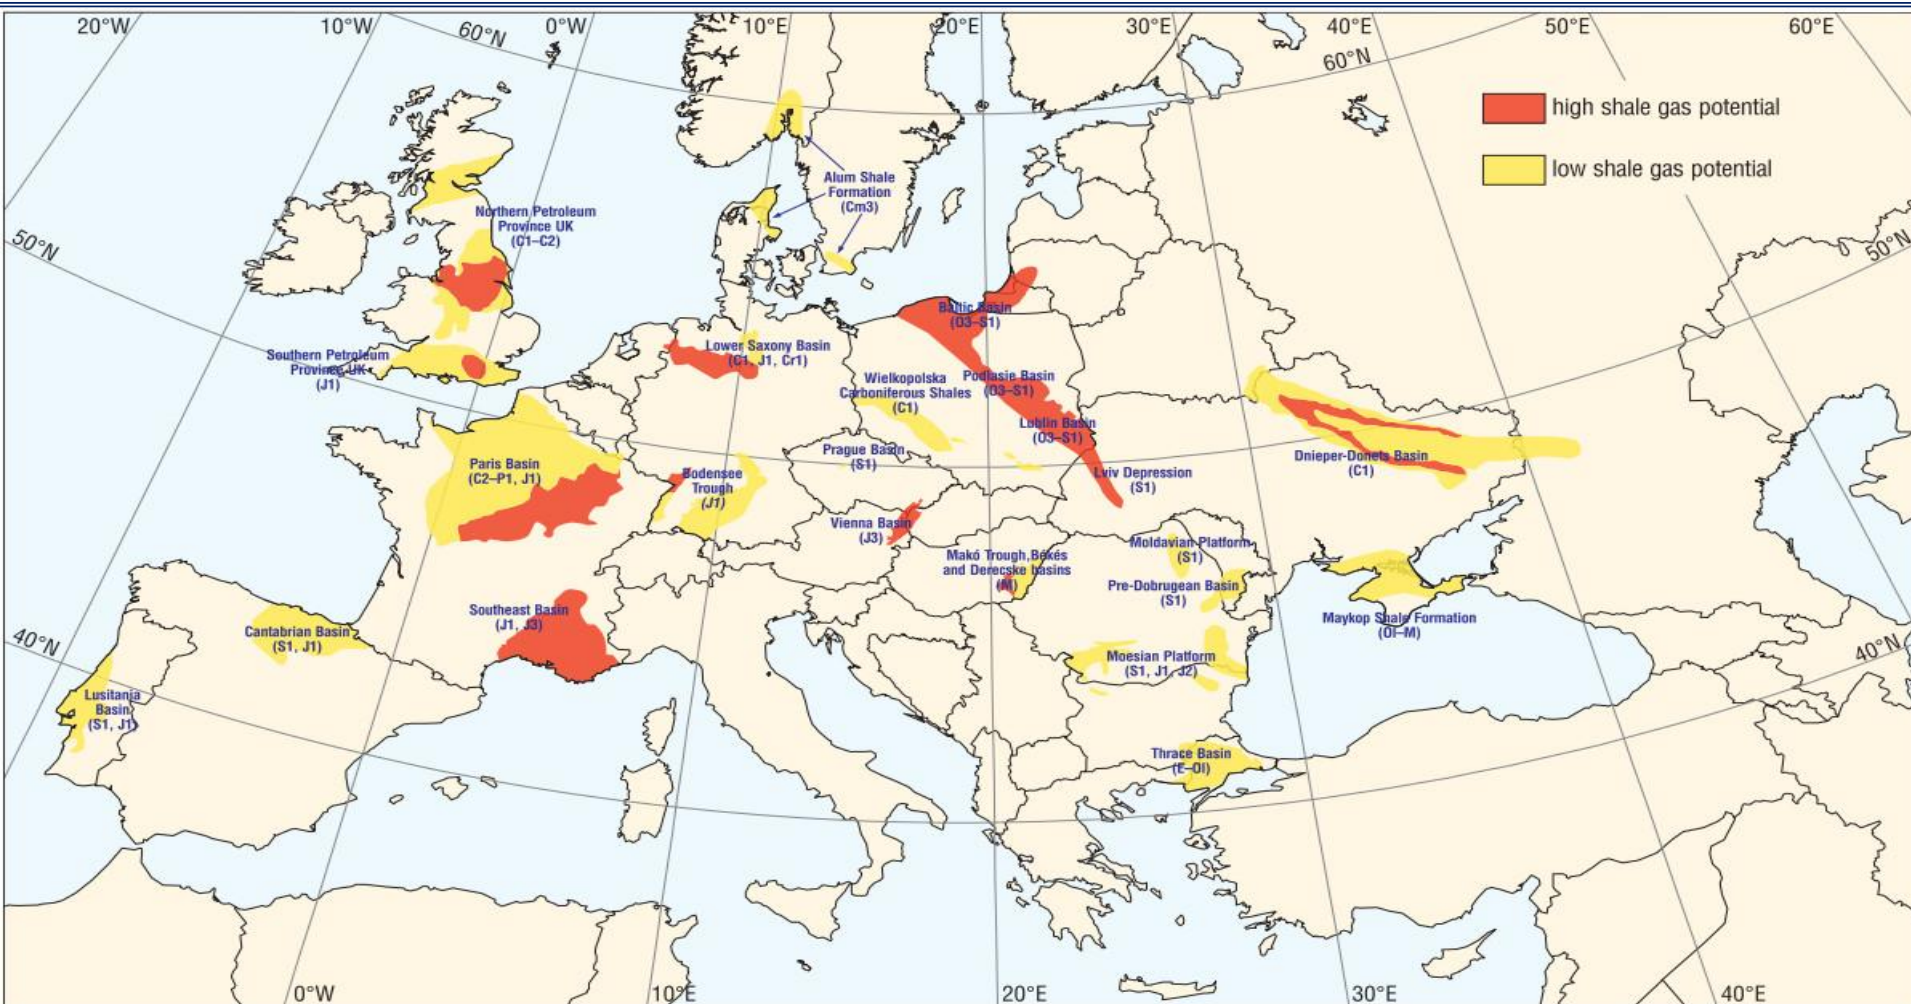 20°W
10°W
60°N
0°W
10°E
20°E
30°E
40°E
50°E
60°E
60°N
high shale gas potential
low shale gas potential
Alum Shale
Formation
(Cm3)
Northern Petroleum
Province UK
(C1–C2)
50°N
50°N
Baltic Basin
(O3–S1)
Lower Saxony Basin
(C1, J1, Cr1)
Southern Petroleum
Province UK
(J1)
Wielkopolska
Carboniferous Shales
(C1)
Podlasie Basin
(O3–S1)
Lublin Basin
(O3–S1)
Prague Basin
(S1)
Dnieper-Donets Basin
(C1)
Paris Basin
(C2–P1, J1)
Bodensee
Trough
(J1)
Lviv Depression
(S1)
Vienna Basin
(J3)
Moldavian Platform
(S1)
Makó Trough,Békés
and Derecske basins
(M)
Pre-Dobrugean Basin
(S1)
Southeast Basin
(J1, J3)
Maykop Shale Formation
(Ol–M)
Cantabrian Basin
(S1, J1)
40°N
40°N
Moesian Platform
(S1, J1, J2)
Lusitania
Basin
(S1, J1)
Thrace Basin
(E–Ol)
0°W
10°E
20°E
30°E
40°E